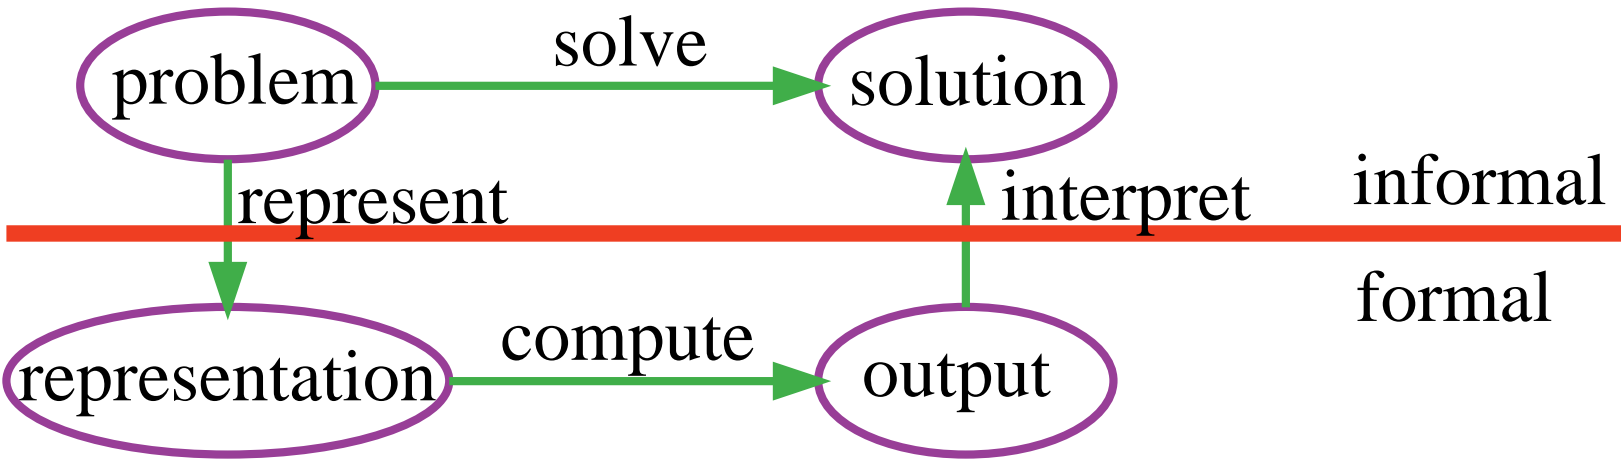 solve
problem
solution
represent
interpret
informal
formal
compute
representation
output